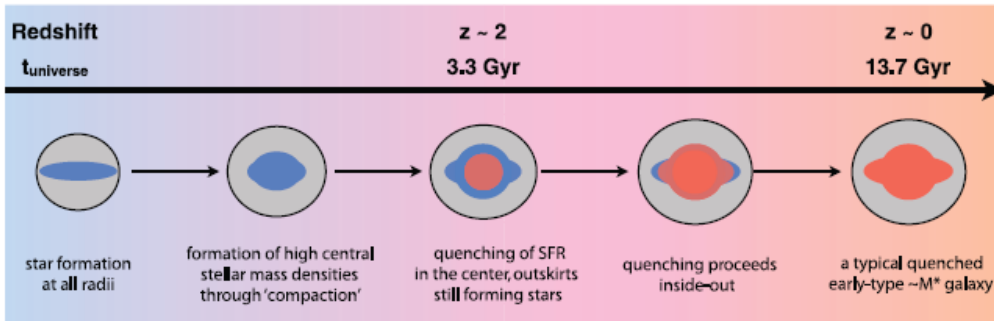 Redshift z ~ 2 z ~ 0
tuniverse 3.3 Gyr 13.7 Gyr
star formation
at all radii
formation of high central
stellar mass densities
through 'compaction'
quenching of SFR
in the center, outskirts
still forming stars
quenching proceeds
inside-out
a typical quenched
early-type ~M* galaxy